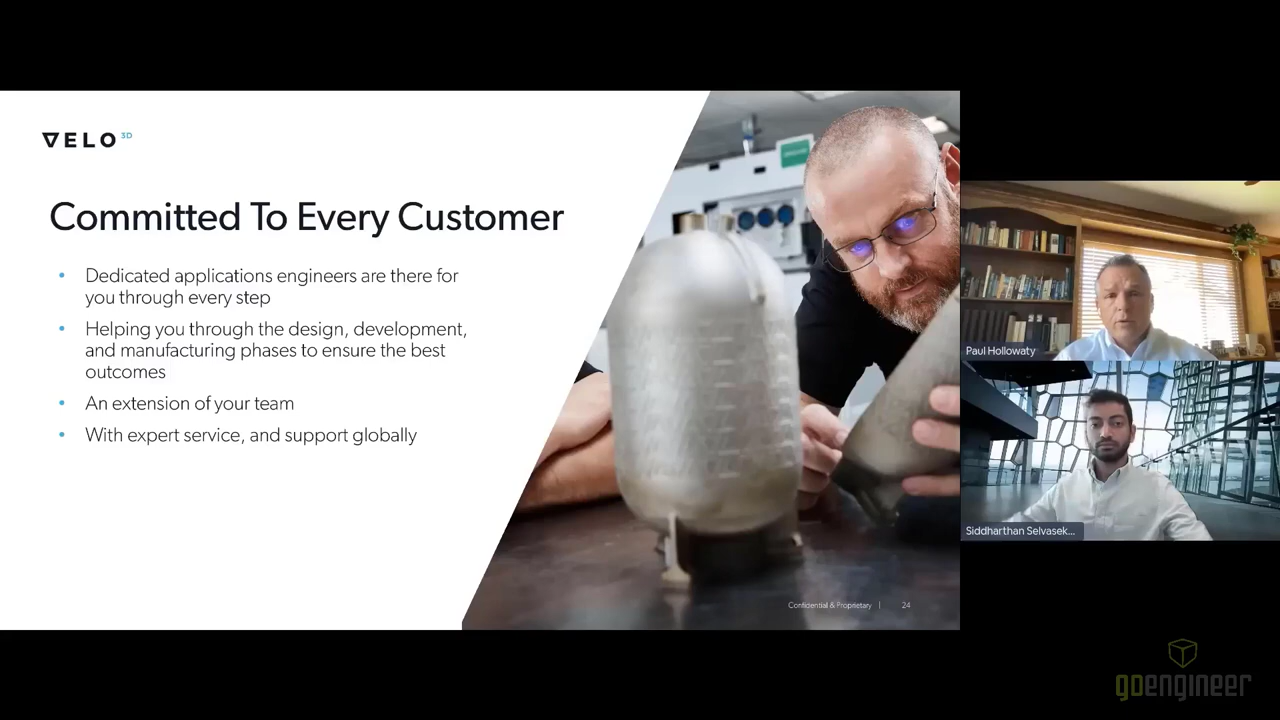 VELO 3D
Committed To Every Customer
• Dedicated applications engineers are there for
you through every step
• Helping you through the design, development,
and manufacturing phases to ensure the best
outcomes
• An extension of your team
• With expert service, and support globally
Confidential & Proprietary | 24
Paul Hollowaty
Siddharthan Selvasek...
goengineer